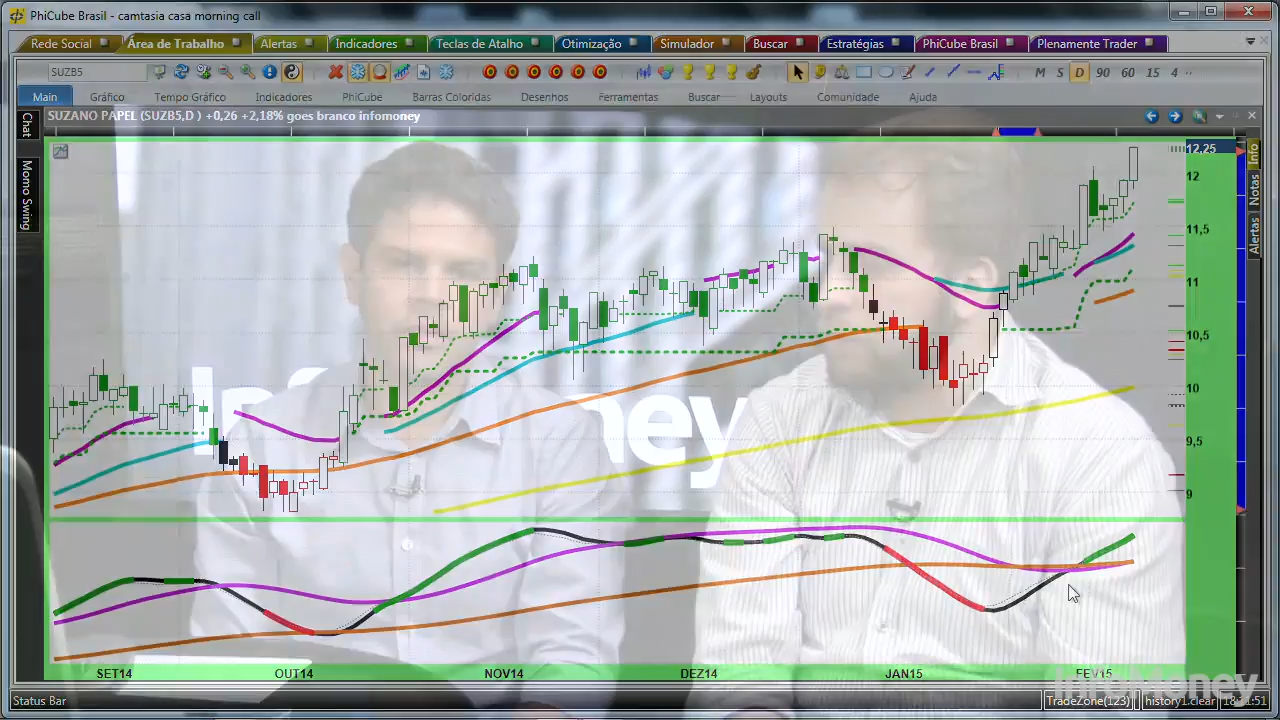 PhiCube Brasil - camtasia casa morning call
Rede Social Área de Trabalho Alertas Indicadores Teclas de Atalho Otimização Simulador Buscar Estratégias PhiCube Brasil Plenamente Trader
SUZB5
M S D 90 60 15 4
Main Gráfico Tempo Gráfico Indicadores PhiCube Barras Coloridas Desenhos Ferramentas Buscar Layouts Comunidade Ajuda
SUZANO PAPEL (SUZB5,D ) +0,26 +2,18% goes branco infomoney
Chat
Momo Swing
Info
Notas
Alertas
12,25
12
11,5
11
10,5
10
9,5
9
money
SET14 OUT14 NOV14 DEZ14 JAN15 FEV15
InfoMoney
Status Bar
TradeZone(123) history1.clear